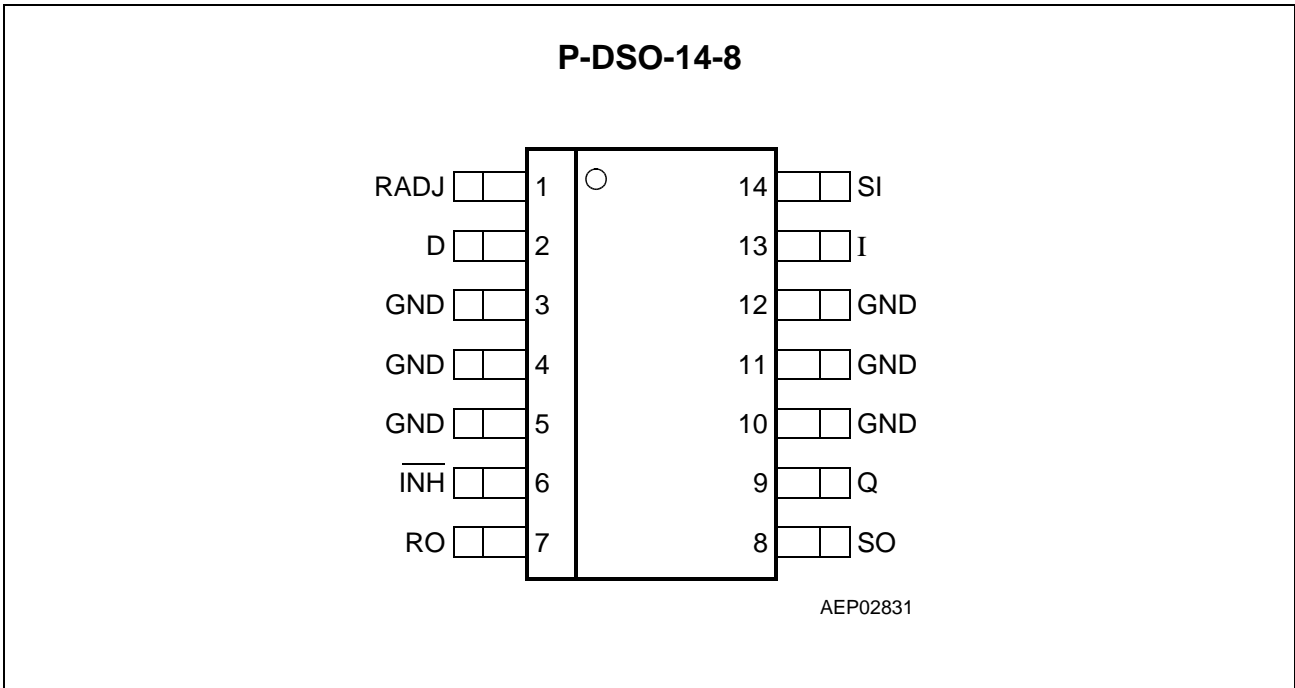 P-DSO-14-8
RADJ 1 14 SI
D 2 13 I
GND 3 12 GND
GND 4 11 GND
GND 5 10 GND
I̅N̅H̅ 6 9 Q
RO 7 8 SO
AEP02831